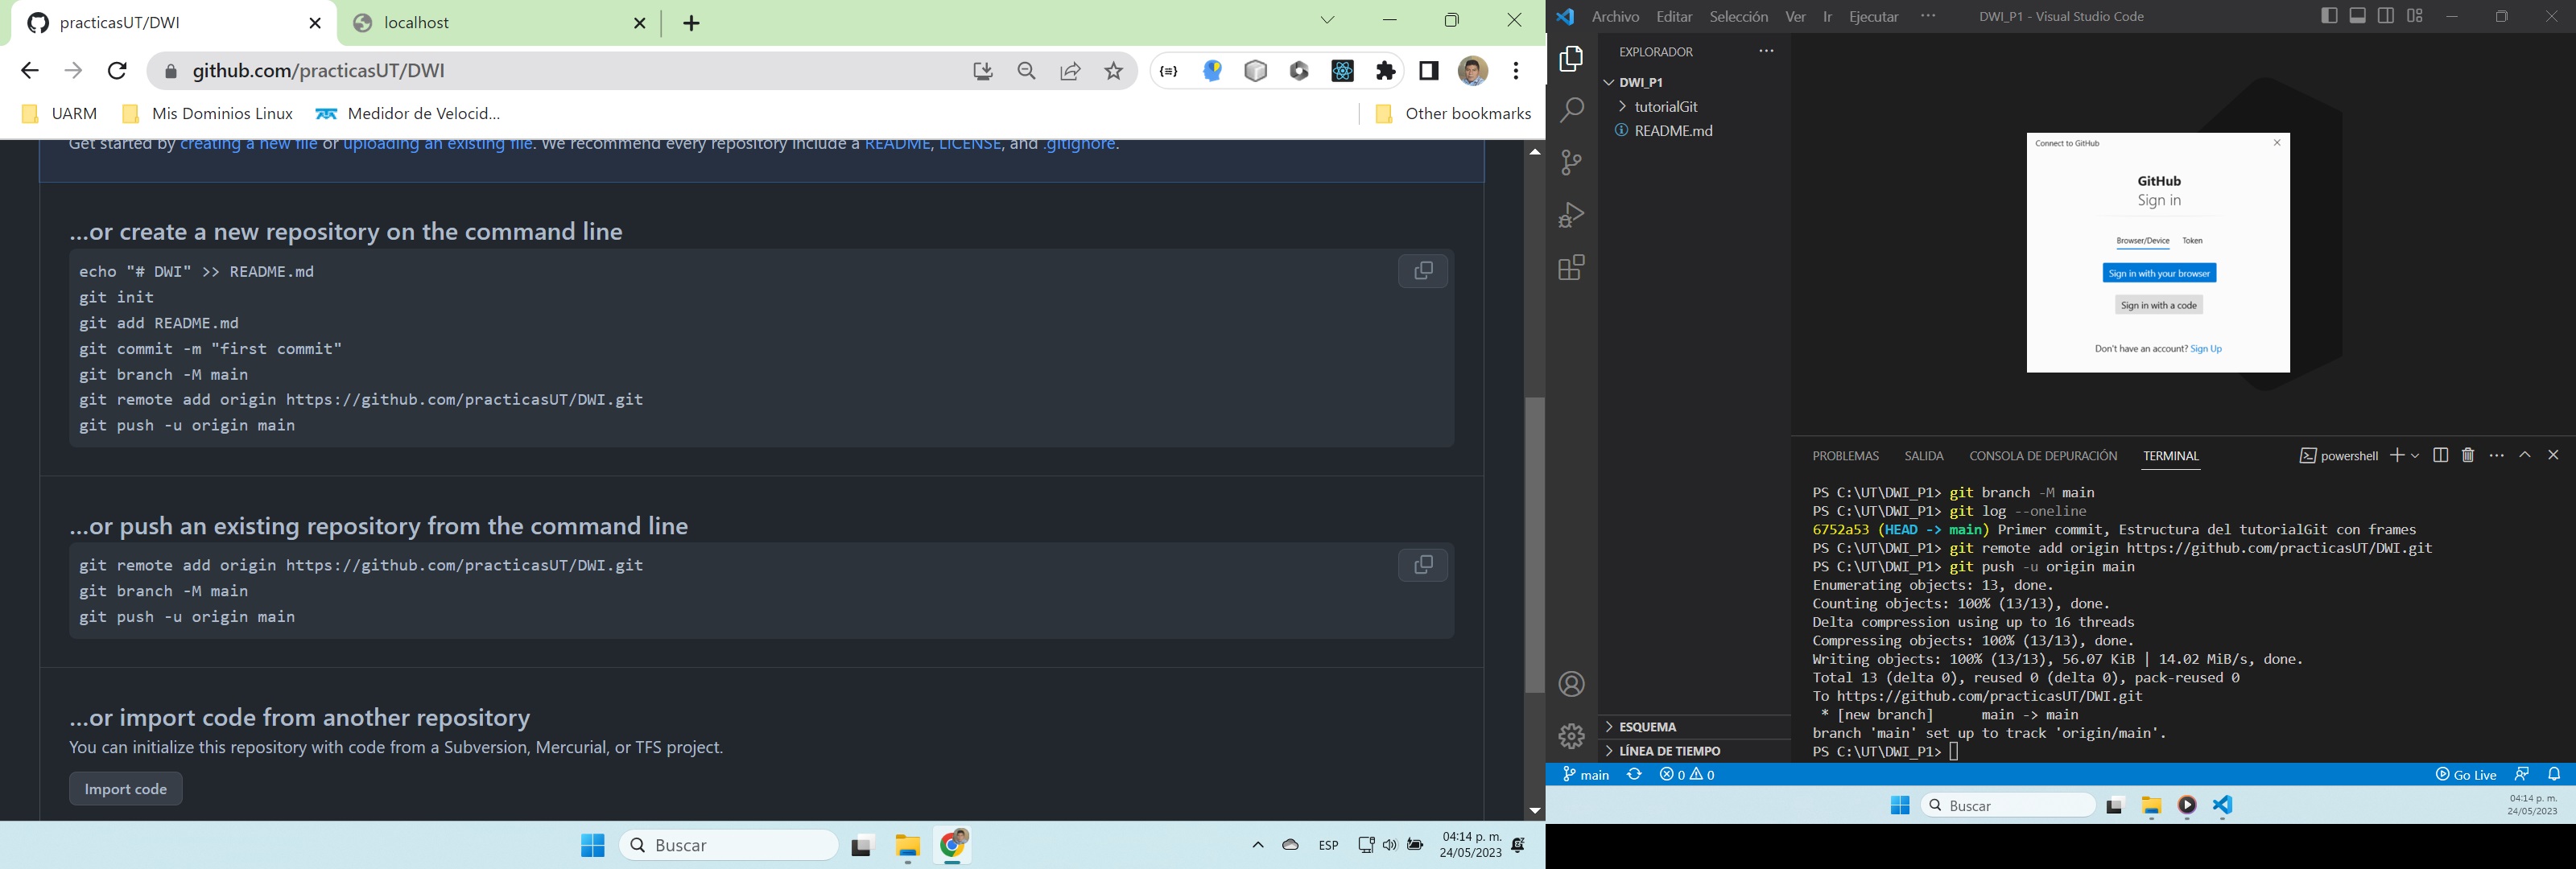 practicasUT/DWI
localhost
github.com/practicasUT/DWI
UARM
Mis Dominios Linux
Medidor de Velocid...
Other bookmarks
Get started by creating a new file or uploading an existing file. We recommend every repository include a README, LICENSE, and .gitignore.
...or create a new repository on the command line
echo "# DWI" >> README.md
git init
git add README.md
git commit -m "first commit"
git branch -M main
git remote add origin https://github.com/practicasUT/DWI.git
git push -u origin main
...or push an existing repository from the command line
git remote add origin https://github.com/practicasUT/DWI.git
git branch -M main
git push -u origin main
...or import code from another repository
You can initialize this repository with code from a Subversion, Mercurial, or TFS project.
Import code
Buscar
ESP
04:14 p. m.
24/05/2023
Archivo Editar Selección Ver Ir Ejecutar ···
DWI_P1 - Visual Studio Code
EXPLORADOR
DWI_P1
tutorialGit
README.md
ESQUEMA
LÍNEA DE TIEMPO
Connect to GitHub
GitHub
Sign in
Browser/Device Token
Sign in with your browser
Sign in with a code
Don't have an account? Sign Up
PROBLEMAS SALIDA CONSOLA DE DEPURACIÓN TERMINAL
powershell
PS C:\UT\DWI_P1> git branch -M main
PS C:\UT\DWI_P1> git log --oneline
6752a53 (HEAD -> main) Primer commit, Estructura del tutorialGit con frames
PS C:\UT\DWI_P1> git remote add origin https://github.com/practicasUT/DWI.git
PS C:\UT\DWI_P1> git push -u origin main
Enumerating objects: 13, done.
Counting objects: 100% (13/13), done.
Delta compression using up to 16 threads
Compressing objects: 100% (13/13), done.
Writing objects: 100% (13/13), 56.07 KiB | 14.02 MiB/s, done.
Total 13 (delta 0), reused 0 (delta 0), pack-reused 0
To https://github.com/practicasUT/DWI.git
* [new branch] main -> main
branch 'main' set up to track 'origin/main'.
PS C:\UT\DWI_P1>
main
0 0
Go Live
Buscar
04:14 p. m.
24/05/2023